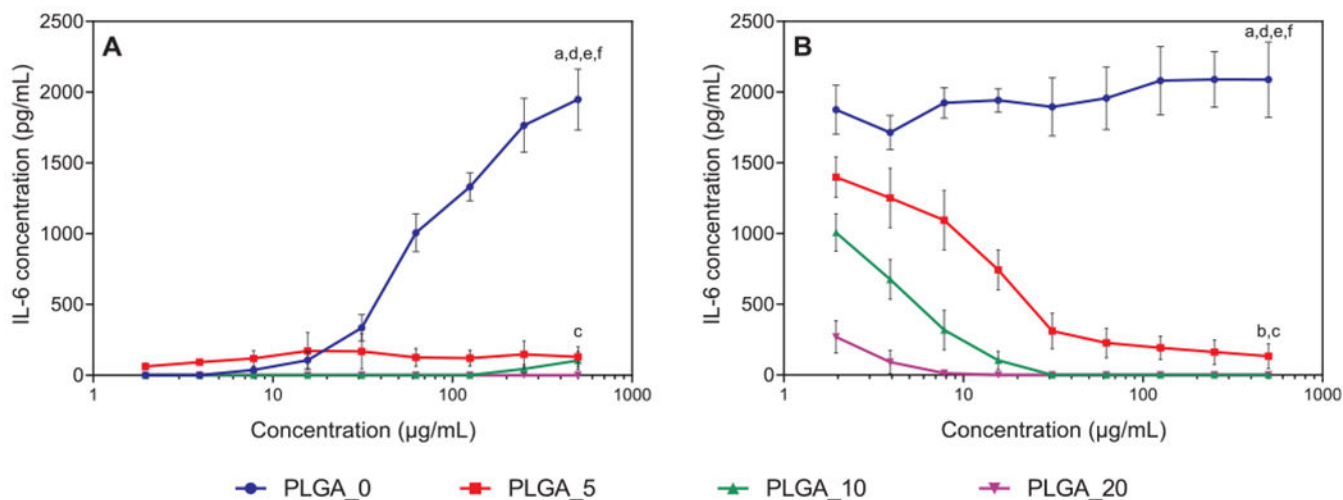 A
IL-6 concentration (pg/mL)
2500
2000
1500
1000
500
0
a,d,e,f
c
1 10 100 1000
Concentration (µg/mL)
B
IL-6 concentration (pg/mL)
2500
2000
1500
1000
500
0
a,d,e,f
b,c
1 10 100 1000
Concentration (µg/mL)
PLGA_0 PLGA_5 PLGA_10 PLGA_20